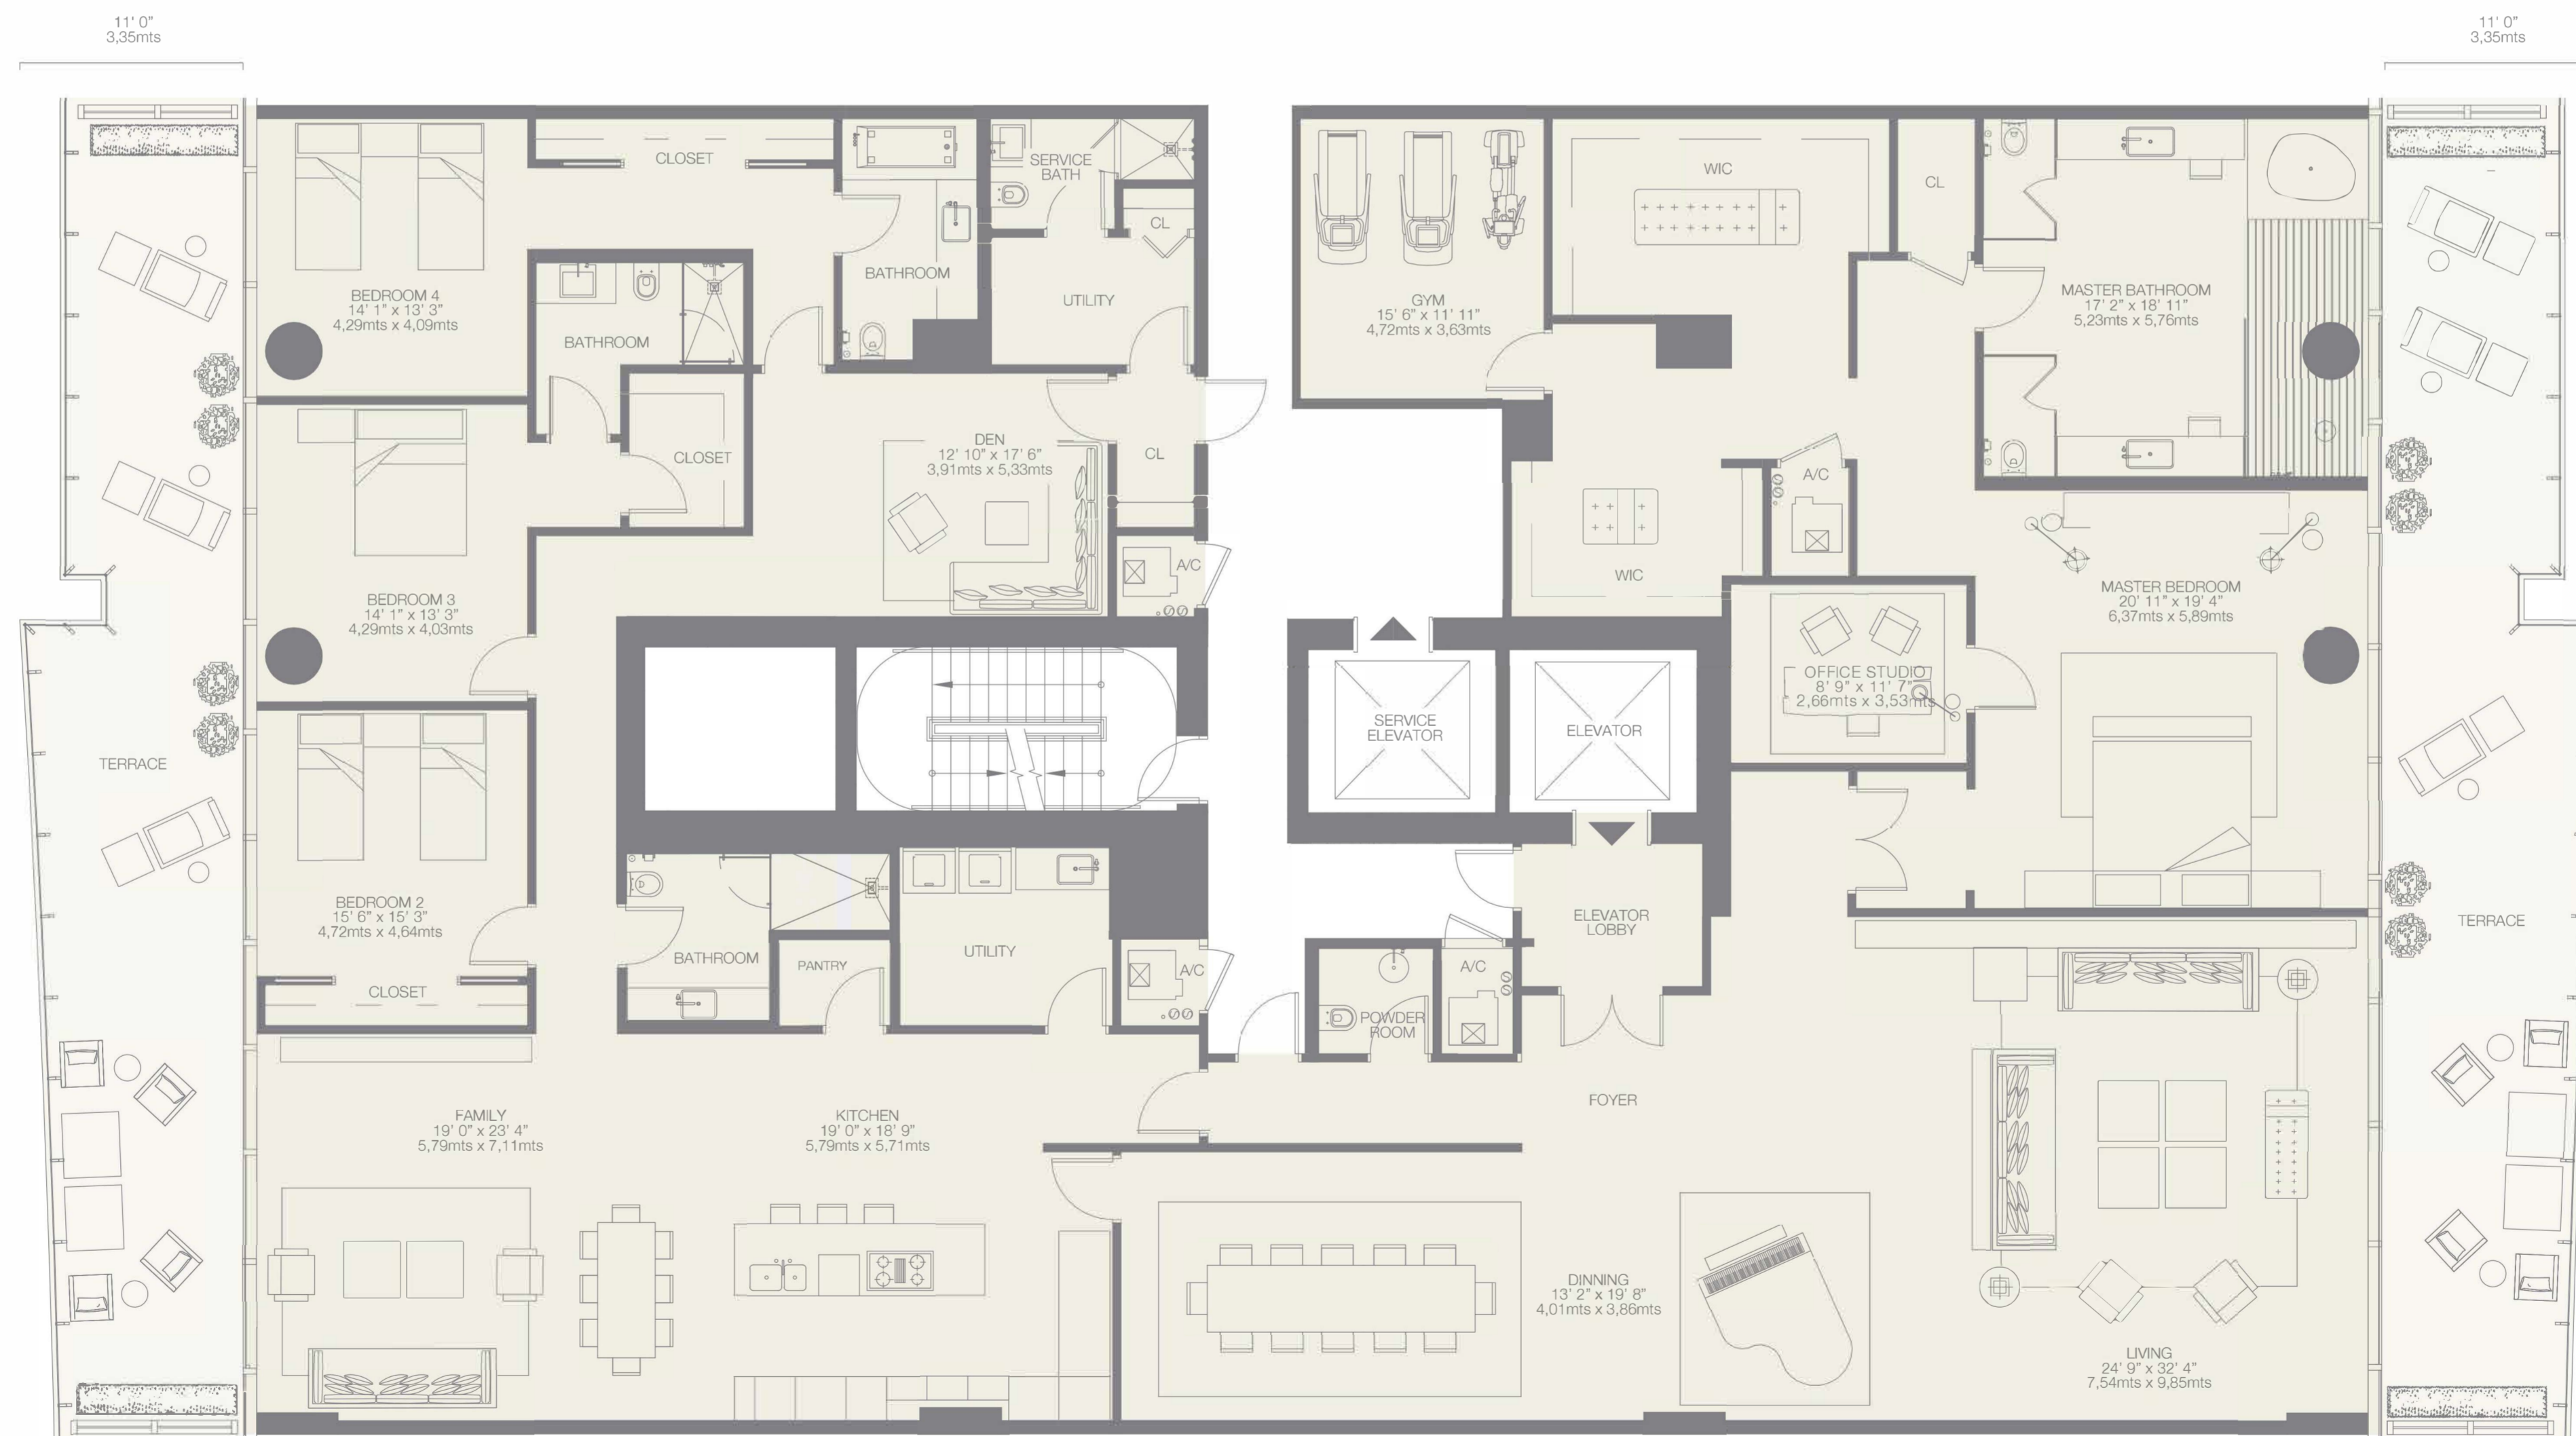 11' 0"
3,35mts
11' 0"
3,35mts
CLOSET
SERVICE
BATH
CL
BEDROOM 4
14' 1" x 13' 3"
4,29mts x 4,09mts
BATHROOM
BATHROOM
UTILITY
GYM
15' 6" x 11' 11"
4,72mts x 3,63mts
WIC
CL
MASTER BATHROOM
17' 2" x 18' 11"
5,23mts x 5,76mts
CLOSET
DEN
12' 10" x 17' 6"
3,91mts x 5,33mts
CL
A/C
A/C
WIC
BEDROOM 3
14' 1" x 13' 3"
4,29mts x 4,03mts
MASTER BEDROOM
20' 11" x 19' 4"
6,37mts x 5,89mts
OFFICE STUDIO
8' 9" x 11' 7"
2,66mts x 3,53mts
SERVICE
ELEVATOR
ELEVATOR
TERRACE
BEDROOM 2
15' 6" x 15' 3"
4,72mts x 4,64mts
CLOSET
BATHROOM
PANTRY
UTILITY
A/C
A/C
POWDER
ROOM
ELEVATOR
LOBBY
TERRACE
FAMILY
19' 0" x 23' 4"
5,79mts x 7,11mts
KITCHEN
19' 0" x 18' 9"
5,79mts x 5,71mts
FOYER
DINNING
13' 2" x 19' 8"
4,01mts x 3,86mts
LIVING
24' 9" x 32' 4"
7,54mts x 9,85mts